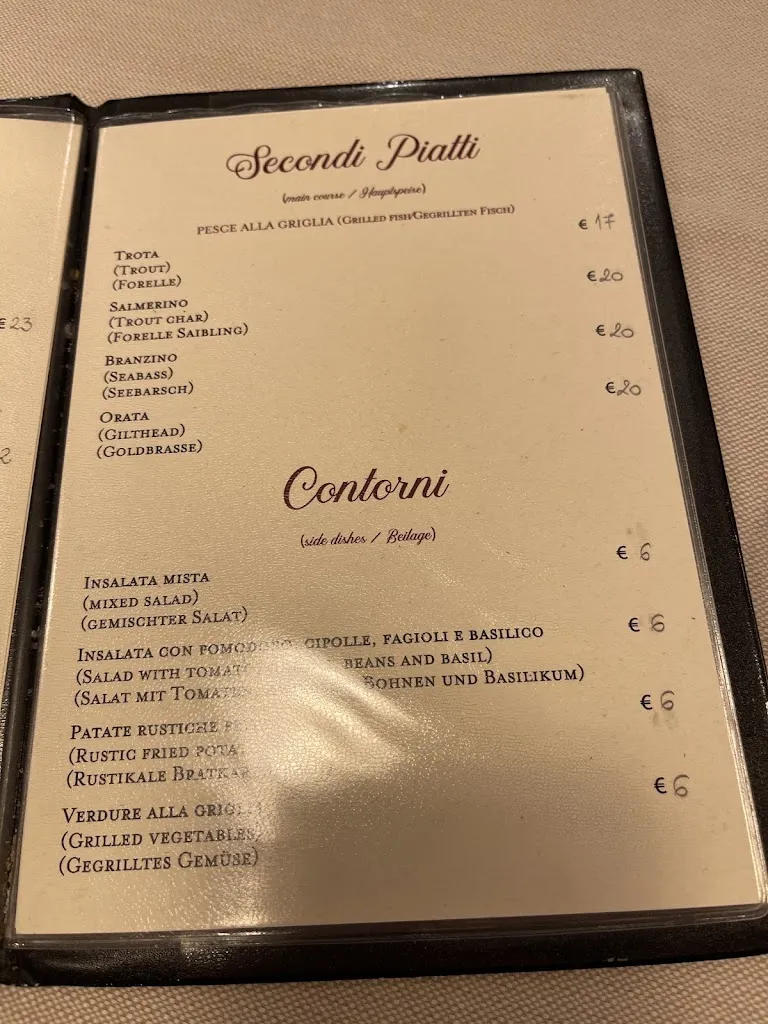 € 23
2
Secondi Piatti
(main course / Hauptspeise)
PESCE ALLA GRIGLIA (GRILLED FISH/GEGRILLTEN FISCH)
TROTA € 17
(TROUT)
(FORELLE)
SALMERINO € 20
(TROUT CHAR)
(FORELLE SAIBLING)
BRANZINO € 20
(SEABASS)
(SEEBARSCH)
ORATA € 20
(GILTHEAD)
(GOLDBRASSE)
Contorni
(side dishes / Beilage)
INSALATA MISTA € 6
(MIXED SALAD)
(GEMISCHTER SALAT)
INSALATA CON POMODORO, CIPOLLE, FAGIOLI E BASILICO € 6
(SALAD WITH BEANS AND BASIL)
(SALAT MIT TOMATEN BOHNEN UND BASILIKUM)
PATATE RUSTICHE € 6
(RUSTIC FRIED
(RUSTIKALE
VERDURE ALLA GRIGLIA € 6
(GRILLED VEGETABLES)
(GEGRILLTES GEMÜSE)